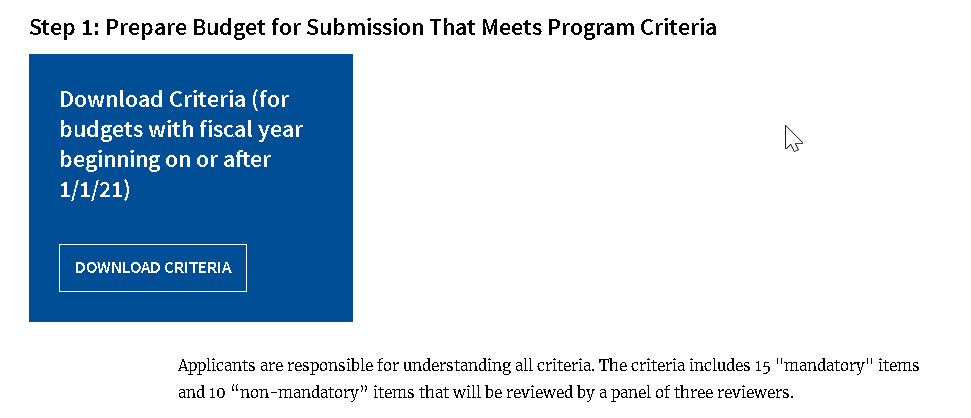 Step 1: Prepare Budget for Submission That Meets Program Criteria
Download Criteria (for
budgets with fiscal year
beginning on or after
1/1/21)
DOWNLOAD CRITERIA
Applicants are responsible for understanding all criteria. The criteria includes 15 "mandatory" items
and 10 “non-mandatory” items that will be reviewed by a panel of three reviewers.